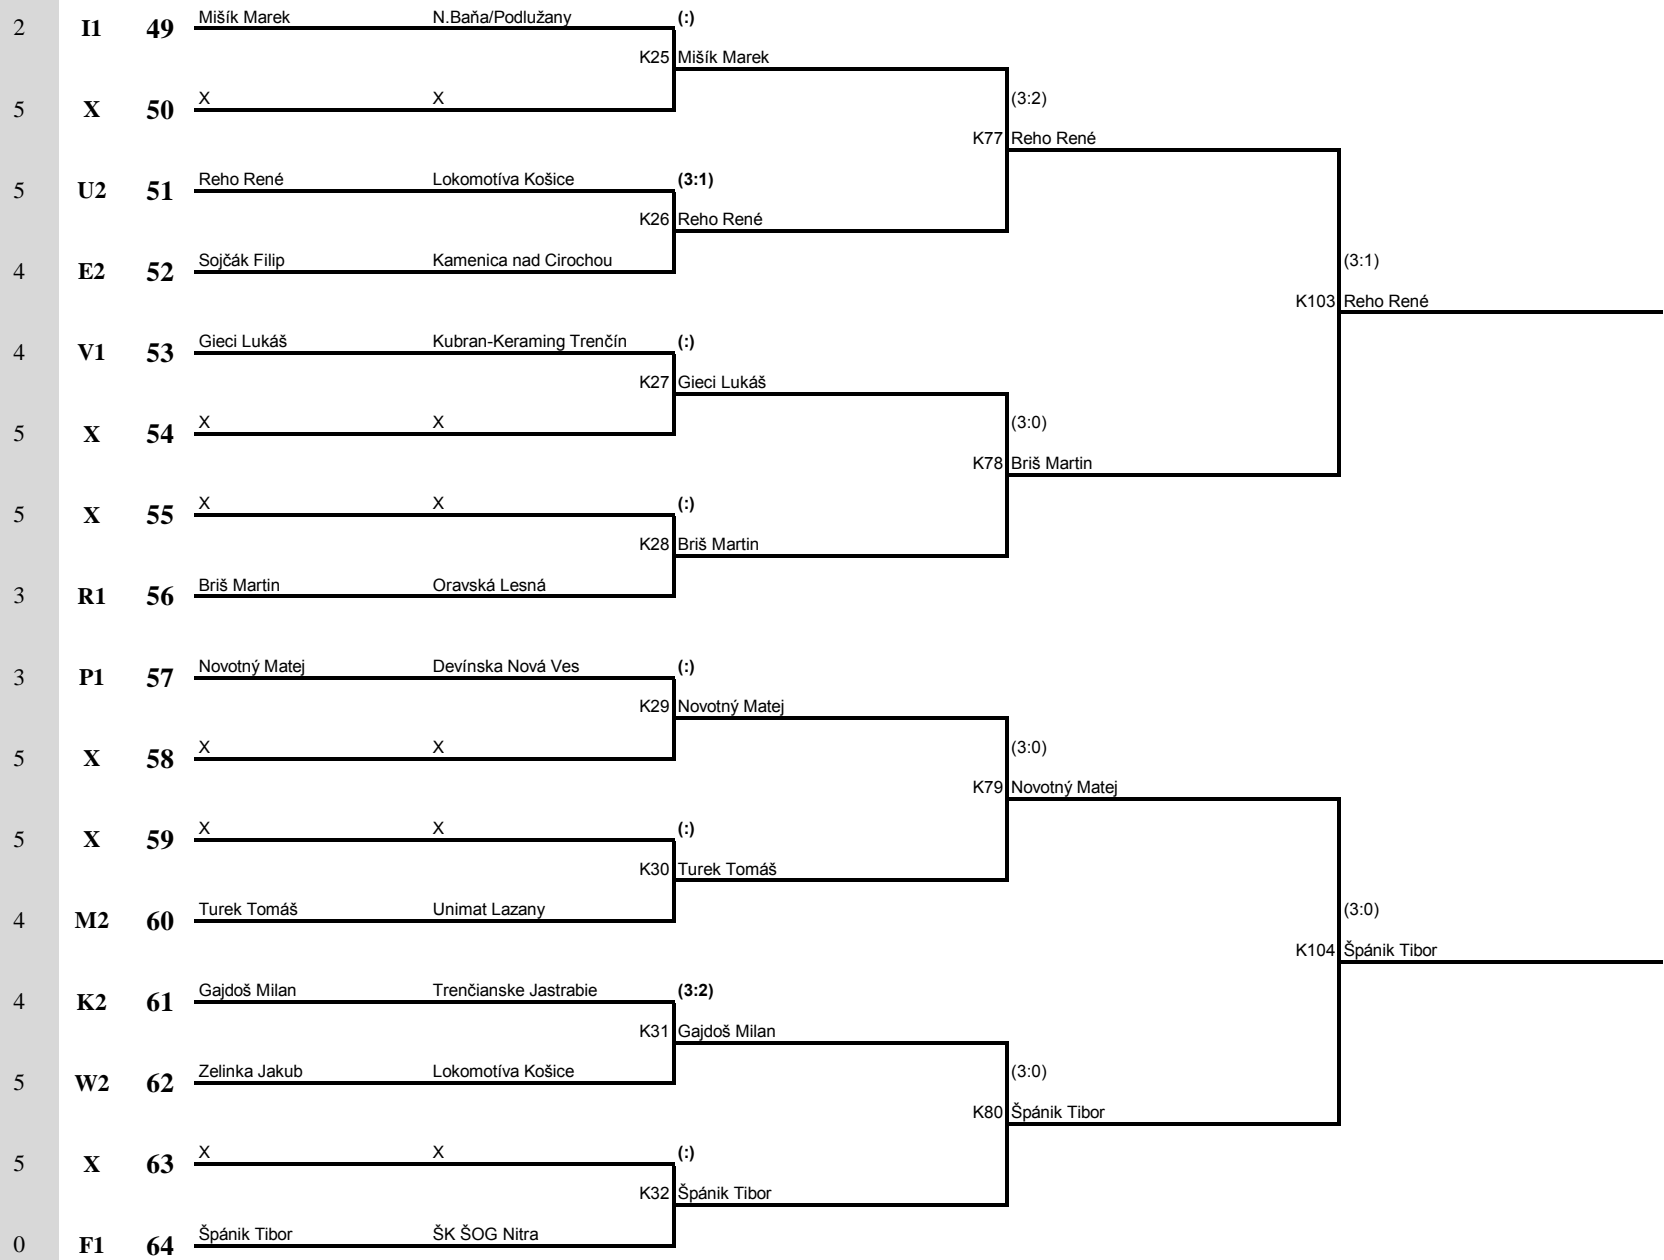 2 I1 49 Mišík Marek N.Baňa/Podlužany (:)
K25 Mišík Marek
5 X 50 X X (3:2)
K77 Reho René
5 U2 51 Reho René Lokomotíva Košice (3:1)
K26 Reho René
4 E2 52 Sojčák Filip Kamenica nad Cirochou (3:1)
K103 Reho René
4 V1 53 Gieci Lukáš Kubran-Keraming Trenčín (:)
K27 Gieci Lukáš
5 X 54 X X (3:0)
K78 Briš Martin
5 X 55 X X (:)
K28 Briš Martin
3 R1 56 Briš Martin Oravská Lesná
3 P1 57 Novotný Matej Devínska Nová Ves (:)
K29 Novotný Matej
5 X 58 X X (3:0)
K79 Novotný Matej
5 X 59 X X (:)
K30 Turek Tomáš
4 M2 60 Turek Tomáš Unimat Lazany (3:0)
K104 Špánik Tibor
4 K2 61 Gajdoš Milan Trenčianske Jastrabie (3:2)
K31 Gajdoš Milan
5 W2 62 Zelinka Jakub Lokomotíva Košice (3:0)
K80 Špánik Tibor
5 X 63 X X (:)
K32 Špánik Tibor
0 F1 64 Špánik Tibor ŠK ŠOG Nitra